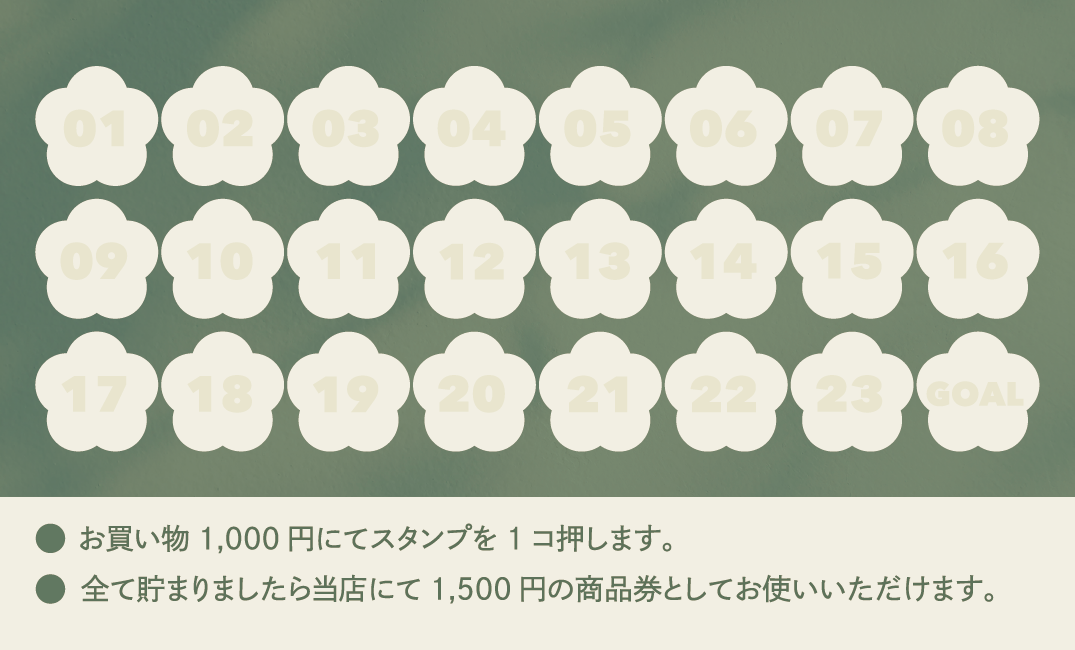 01 02 03 04 05 06 07 08
09 10 11 12 13 14 15 16
17 18 19 20 21 22 23 GOAL
● お買い物 1,000 円にてスタンプを 1 コ押します。
● 全て貯まりましたら当店にて 1,500 円の商品券としてお使いいただけます。